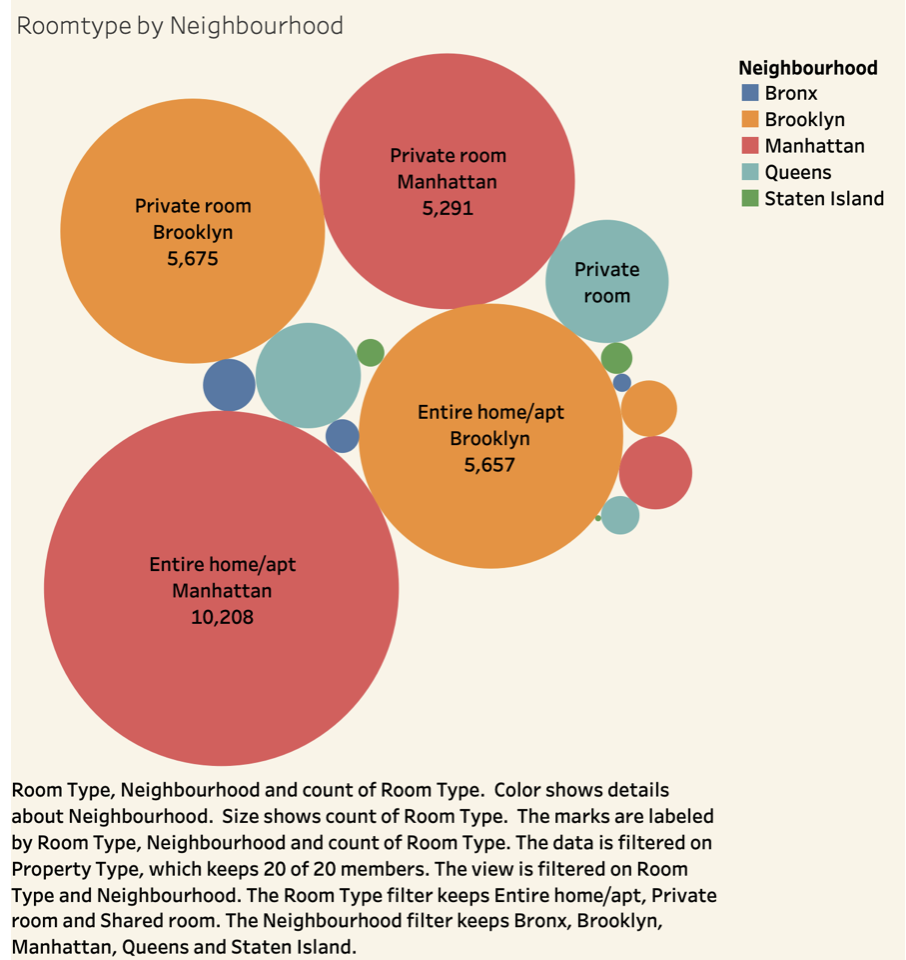 Roomtype by Neighbourhood
Neighbourhood
Bronx
Brooklyn
Manhattan
Queens
Staten Island
Private room
Manhattan
5,291
Private room
Brooklyn
5,675
Private
room
Entire home/apt
Brooklyn
5,657
Entire home/apt
Manhattan
10,208
Room Type, Neighbourhood and count of Room Type.  Color shows details
about Neighbourhood.  Size shows count of Room Type.  The marks are labeled
by Room Type, Neighbourhood and count of Room Type. The data is filtered on
Property Type, which keeps 20 of 20 members. The view is filtered on Room
Type and Neighbourhood. The Room Type filter keeps Entire home/apt, Private
room and Shared room. The Neighbourhood filter keeps Bronx, Brooklyn,
Manhattan, Queens and Staten Island.